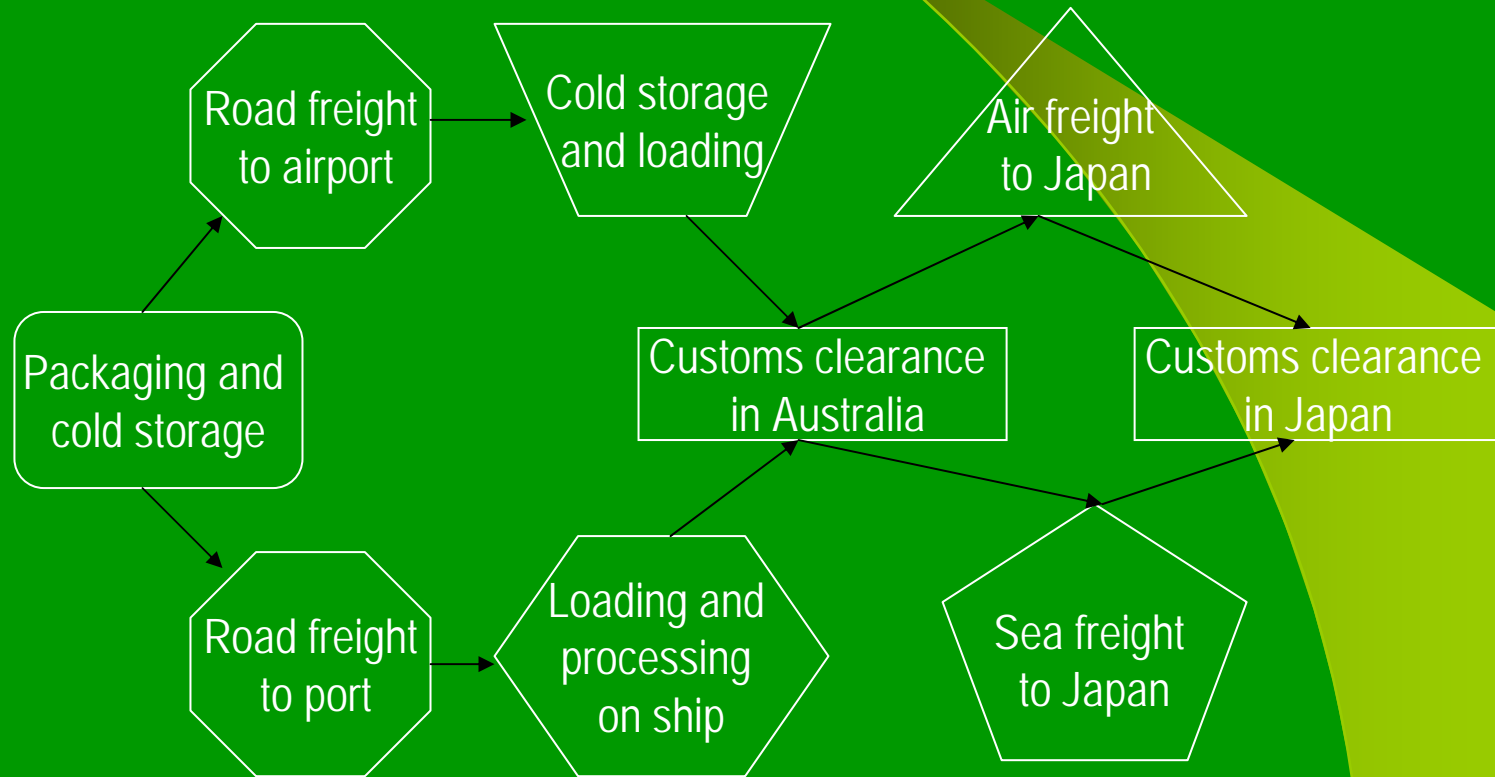 Road freight
to airport
Cold storage
and loading
Air freight
to Japan
Packaging and
cold storage
Customs clearance
in Australia
Customs clearance
in Japan
Road freight
to port
Loading and
processing
on ship
Sea freight
to Japan